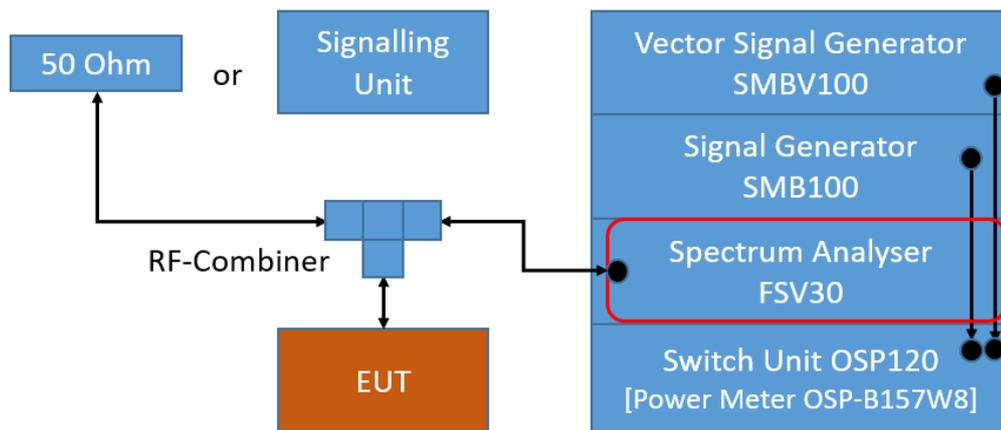 50 Ohm
or
Signalling
Unit
Vector Signal Generator
SMBV100
Signal Generator
SMB100
RF-Combiner
Spectrum Analyser
FSV30
EUT
Switch Unit OSP120
[Power Meter OSP-B157W8]